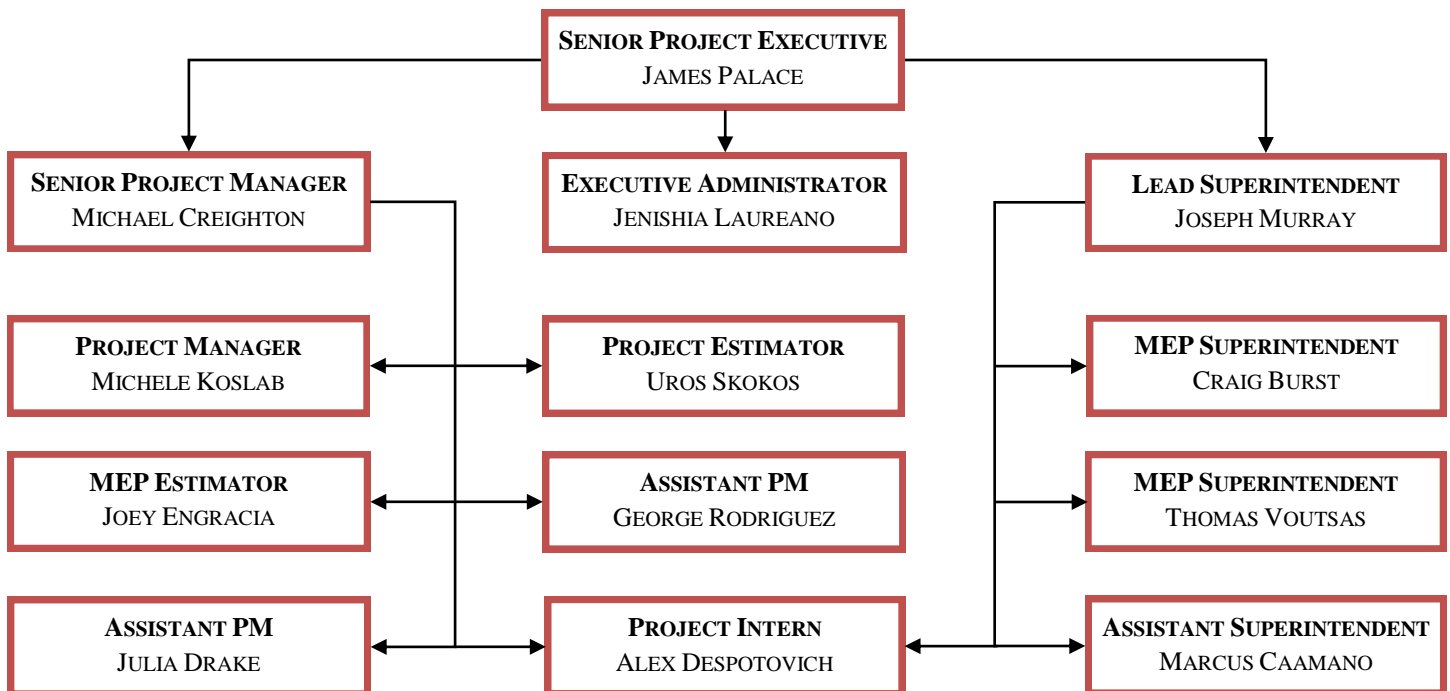 SENIOR PROJECT EXECUTIVE
JAMES PALACE
SENIOR PROJECT MANAGER
MICHAEL CREIGHTON
EXECUTIVE ADMINISTRATOR
JENISHIA LAUREANO
LEAD SUPERINTENDENT
JOSEPH MURRAY
PROJECT MANAGER
MICHELE KOSLAB
PROJECT ESTIMATOR
UROS SKOKOS
MEP SUPERINTENDENT
CRAIG BURST
MEP ESTIMATOR
JOEY ENGRACIA
ASSISTANT PM
GEORGE RODRIGUEZ
MEP SUPERINTENDENT
THOMAS VOUTSAS
ASSISTANT PM
JULIA DRAKE
PROJECT INTERN
ALEX DESPOTOVICH
ASSISTANT SUPERINTENDENT
MARCUS CAAMANO